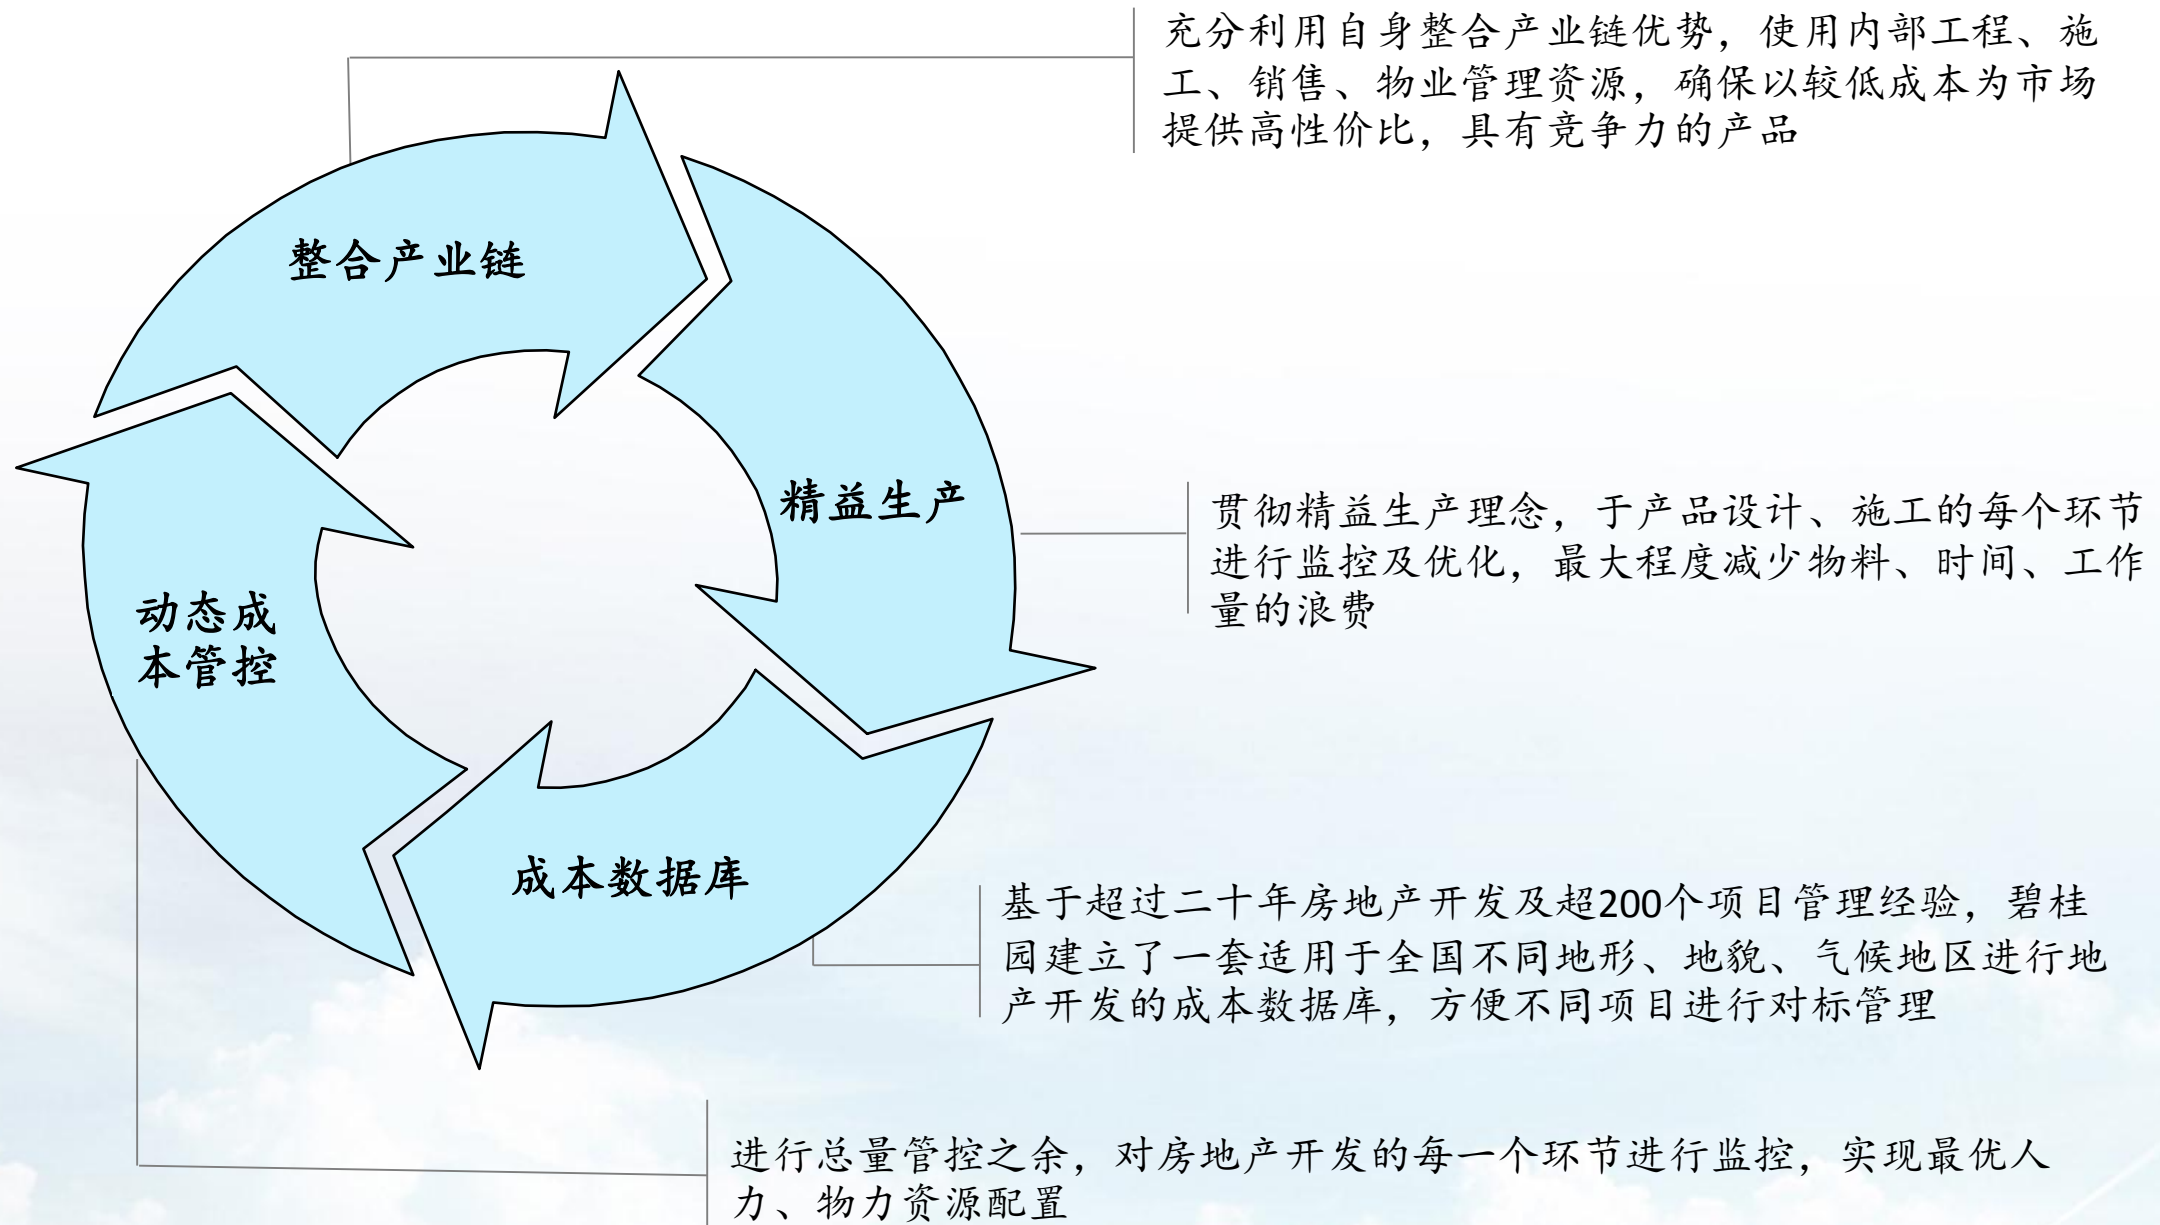 充分利用自身整合产业链优势，使用内部工程、施
工、销售、物业管理资源，确保以较低成本为市场
提供高性价比，具有竞争力的产品
整合产业链
精益生产
贯彻精益生产理念，于产品设计、施工的每个环节
进行监控及优化，最大程度减少物料、时间、工作
量的浪费
动态成
本管控
成本数据库
基于超过二十年房地产开发及超200个项目管理经验，碧桂
园建立了一套适用于全国不同地形、地貌、气候地区进行地
产开发的成本数据库，方便不同项目进行对标管理
进行总量管控之余，对房地产开发的每一个环节进行监控，实现最优人
力、物力资源配置